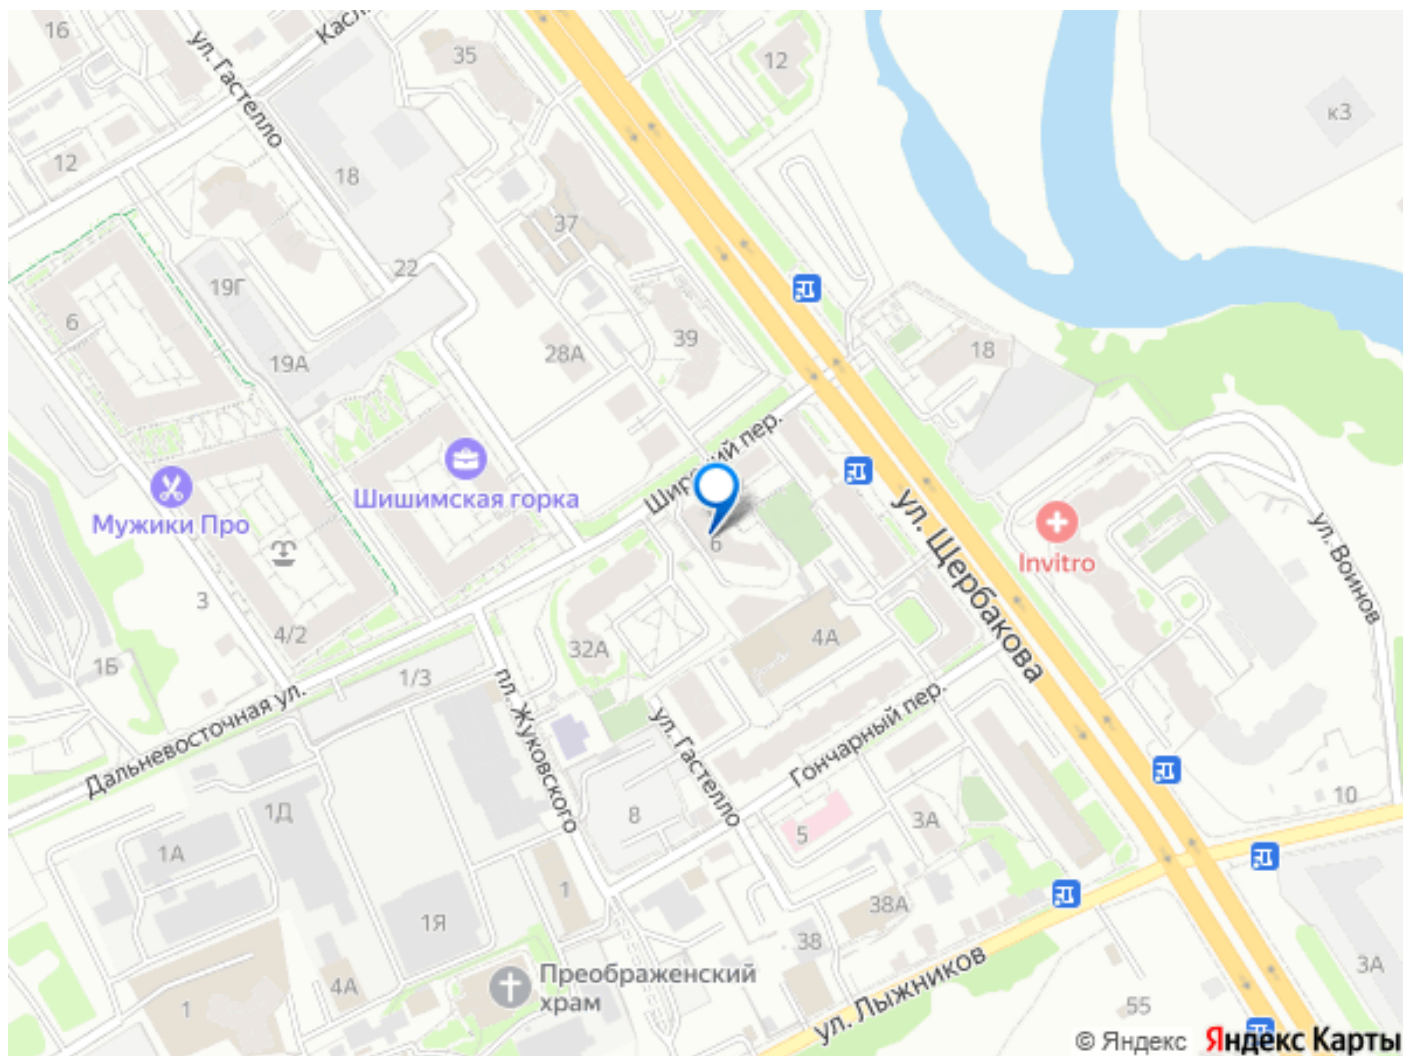 16
ул. Гастелло
Касл
35
12
к3
12
18
37
19Г
22
6
39
18
28А
19А
Широкий пер.
Шишимская горка
Мужики Про
ул. Щербакова
Invitro
ул. Воинов
6
3
4/2
4А
32А
1Б
1/3
Дальневосточная ул.
пл. Жуковского
ул. Гастелло
Гончарный пер.
10
1Д
8
5
3А
1А
1
38А
1Я
38
Преображенский
храм
4А
1
ул. Лыжников
3А
55
© Яндекс Яндекс Карты